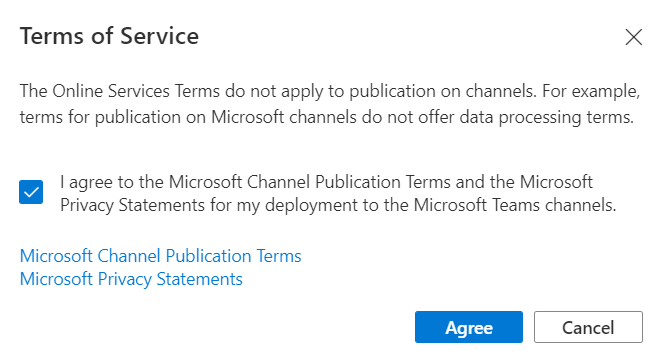 Terms of Service
The Online Services Terms do not apply to publication on channels. For example,
terms for publication on Microsoft channels do not offer data processing terms.
I agree to the Microsoft Channel Publication Terms and the Microsoft
Privacy Statements for my deployment to the Microsoft Teams channels.
Microsoft Channel Publication Terms
Microsoft Privacy Statements
Agree Cancel